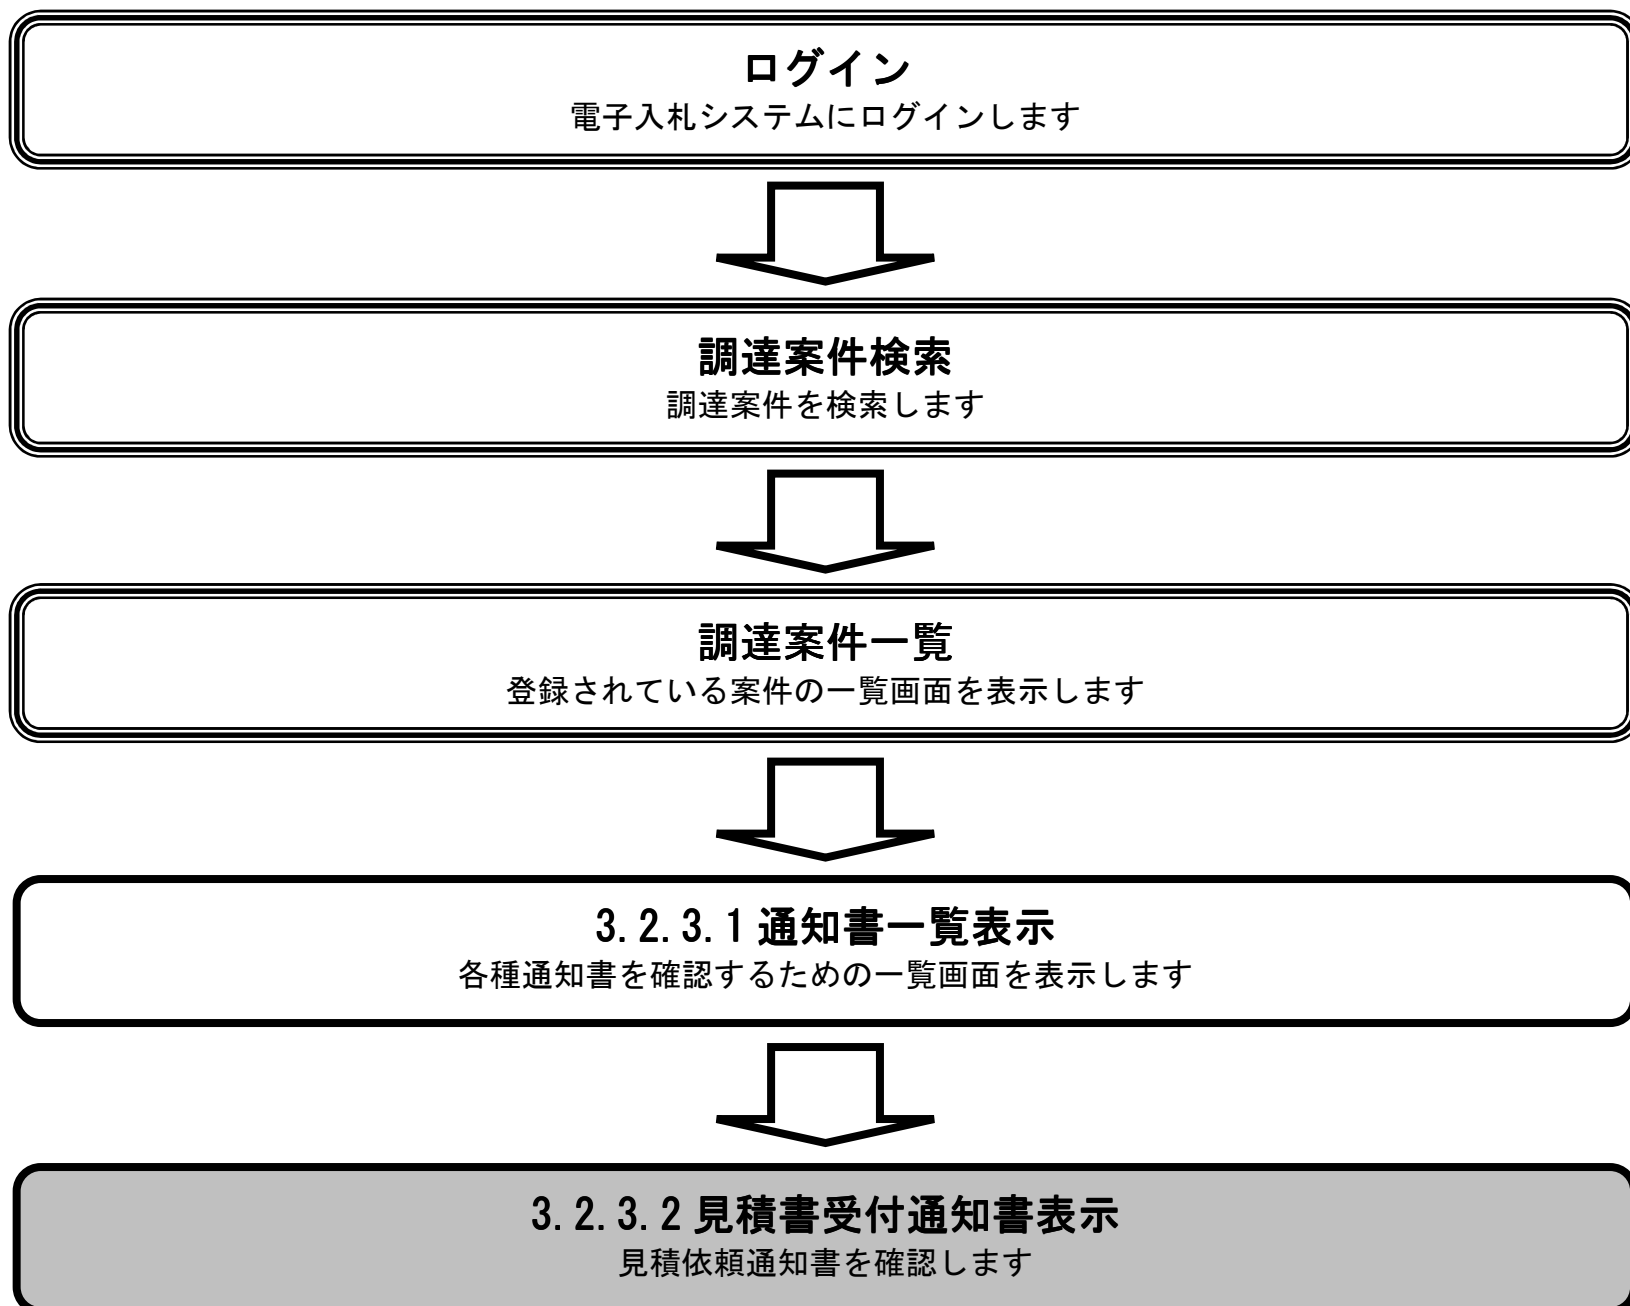 ログイン
電子入札システムにログインします
調達案件検索
調達案件を検索します
調達案件一覧
登録されている案件の一覧画面を表示します
3.2.3.1 通知書一覧表示
各種通知書を確認するための一覧画面を表示します
3.2.3.2 見積書受付通知書表示
見積依頼通知書を確認します